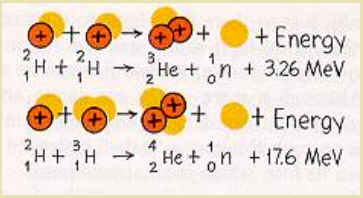 + + + → + + + + Energy
²₁H + ²₁H → ³₂He + ¹₀n + 3.26 MeV
+ + + → + + + + Energy
²₁H + ³₁H → ⁴₂He + ¹₀n + 17.6 MeV